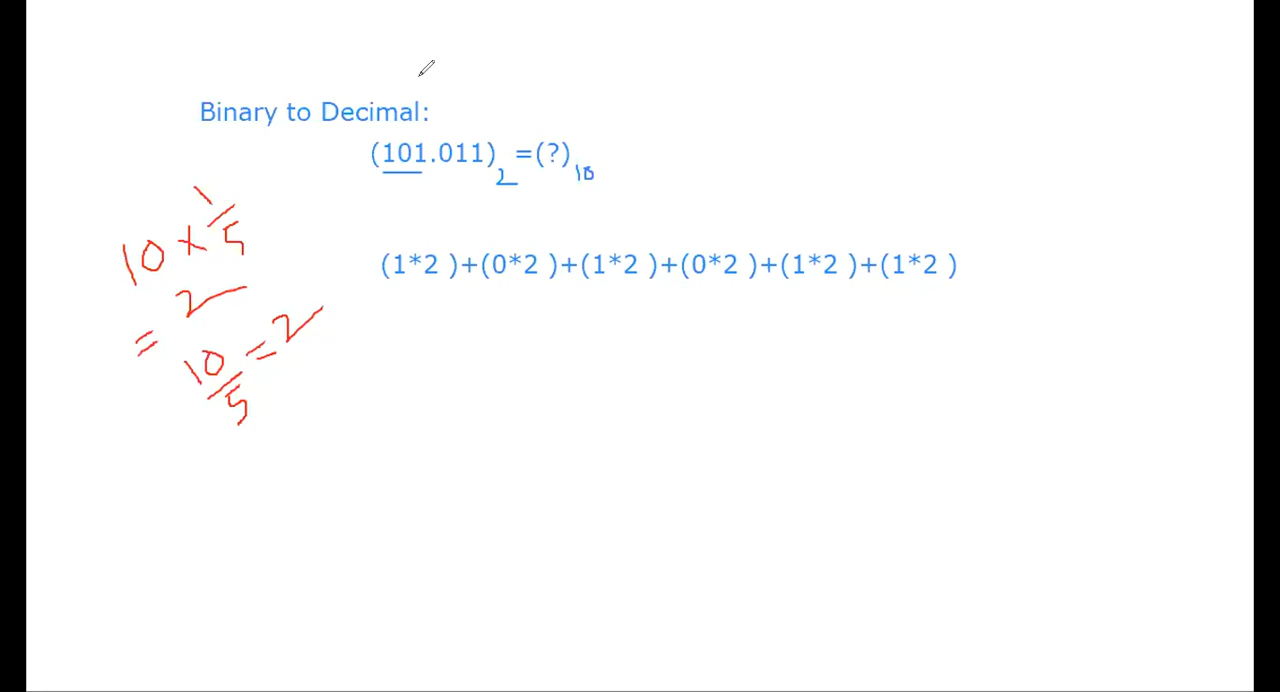 Binary to Decimal:
(101.011)2 =(?)10
(1*2 )+(0*2 )+(1*2 )+(0*2 )+(1*2 )+(1*2 )
10 × 1/5
2
= 10/5 = 2